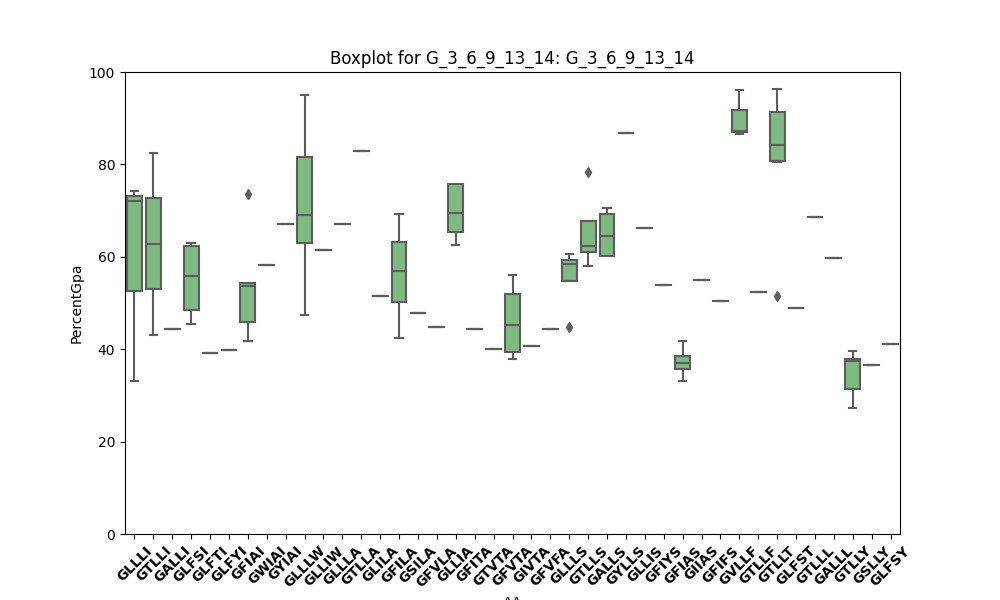 Boxplot for G_3_6_9_13_14: G_3_6_9_13_14
PercentGpa
100
80
60
40
20
0
GLLLI
GTLLI
GALLI
GLFSI
GLFTI
GLFYI
GFIAI
GWIAI
GYIAI
GLLLW
GLLIW
GLLLA
GTLLA
GLILA
GFILA
GSILA
GFVLA
GLLIA
GFITA
GTVTA
GIVTA
GFVFA
GLLLS
GTLLS
GALLS
GYLLS
GLLIS
GFIYS
GFIAS
GIIAS
GFIFS
GVLLF
GTLLF
GTLLT
GLFST
GTLLL
GALLL
GTLLY
GSLLY
GLFSY